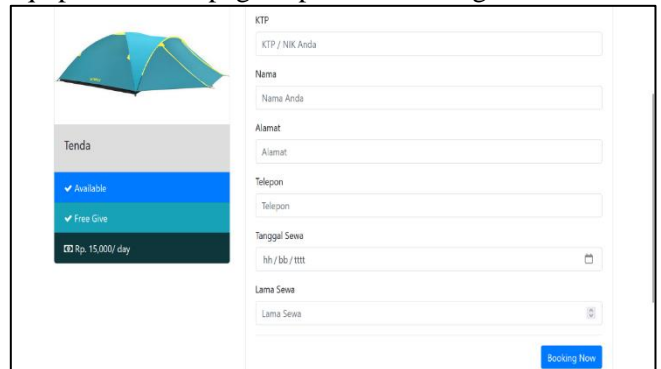 Tenda
✔ Available
✔ Free Give
Rp. 15,000/ day
KTP
KTP / NIK Anda
Nama
Nama Anda
Alamat
Alamat
Telepon
Telepon
Tanggal Sewa
hh / bb / tttt
Lama Sewa
Lama Sewa
Booking Now